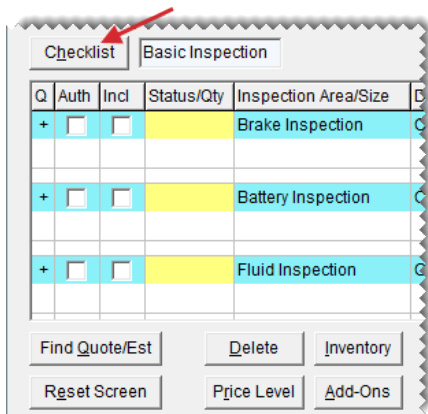 Checklist Basic Inspection
Q Auth Incl Status/Qty Inspection Area/Size
+ Brake Inspection
+ Battery Inspection
+ Fluid Inspection
Find Quote/Est Delete Inventory
Reset Screen Price Level Add-Ons